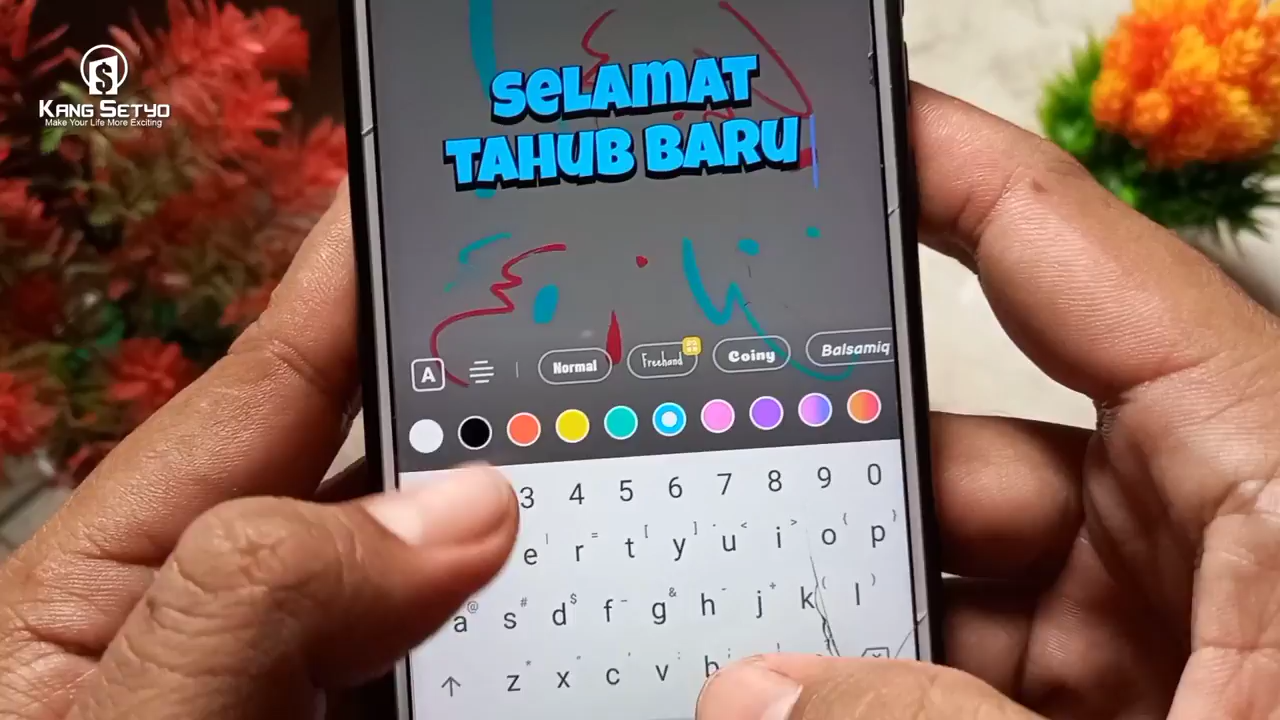 KANG SETYO
Make Your Life More Exciting
SELAMAT
TAHUB BARU
A
Normal
Freehand
Coiny
Balsamiq
3 4 5 6 7 8 9 0
e r t y u i o p
a s d f g h j k l
z x c v b